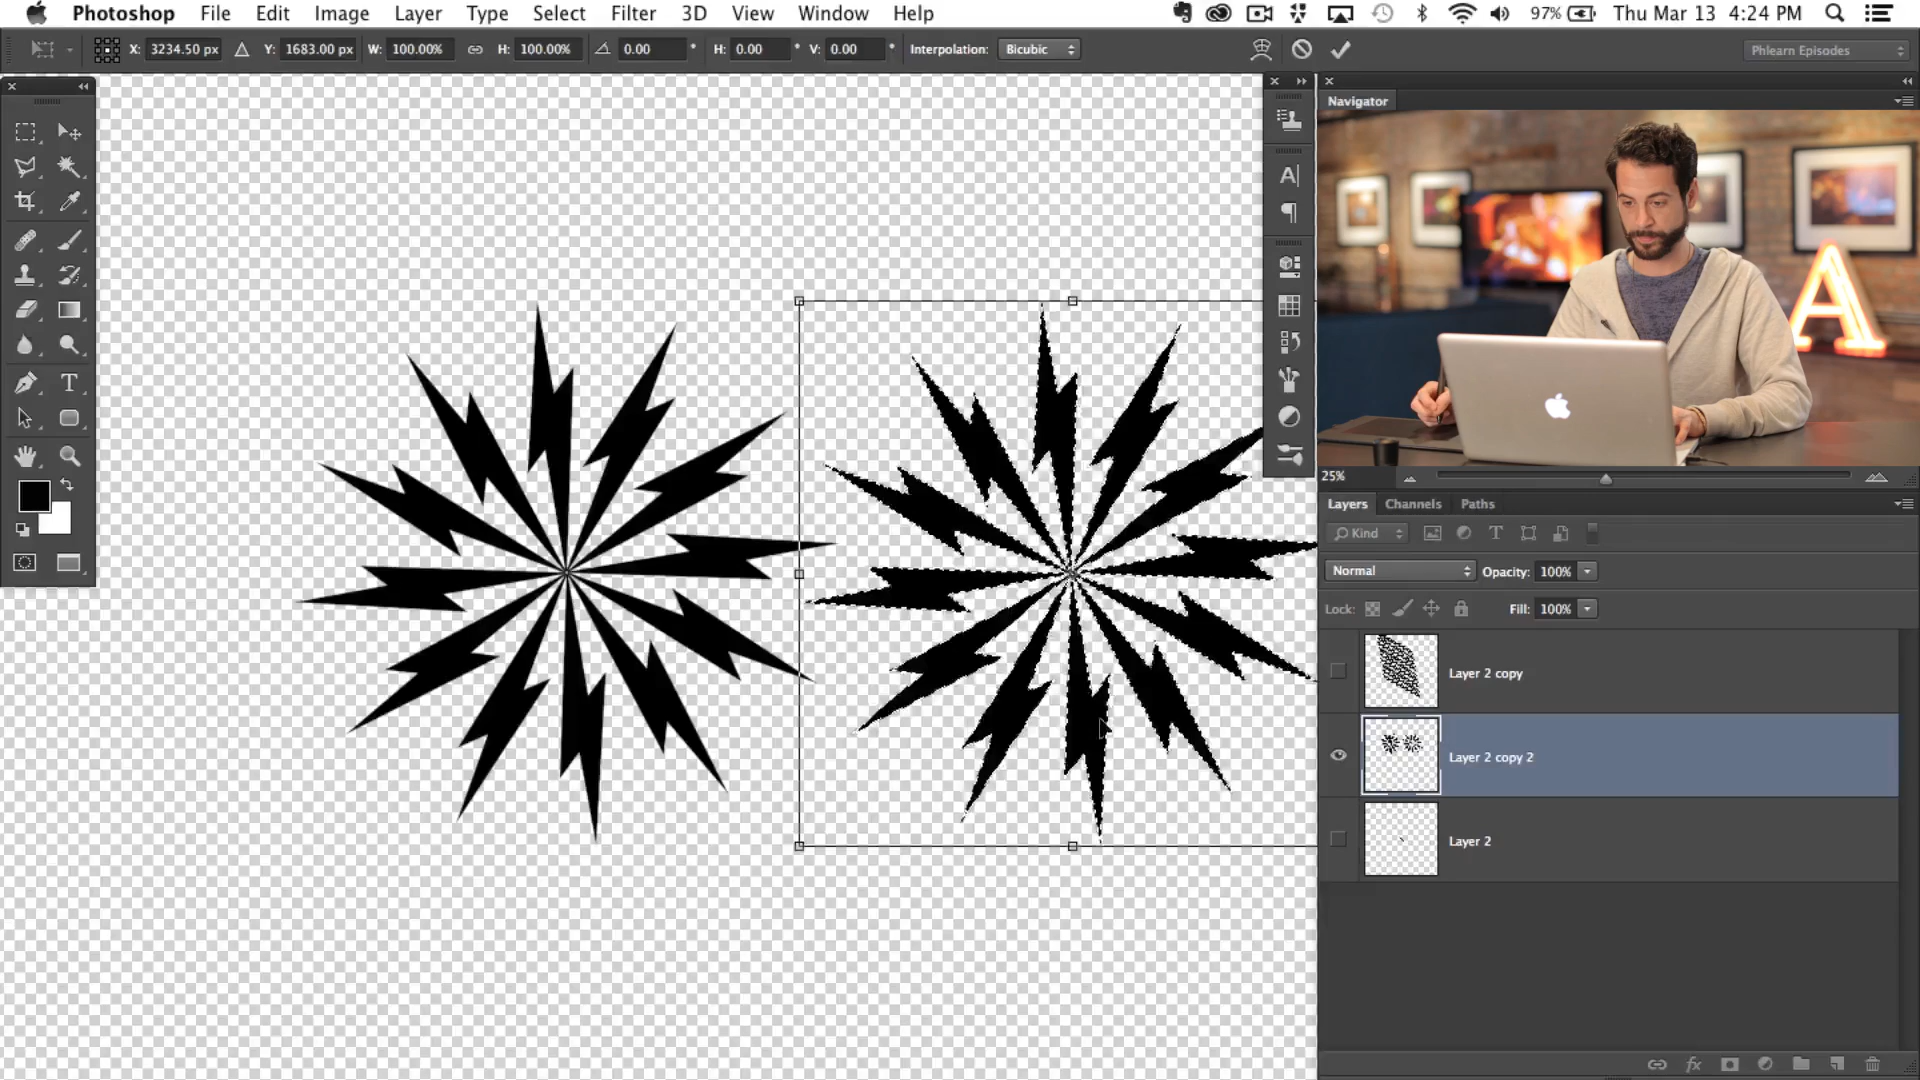 Photoshop File Edit Image Layer Type Select Filter 3D View Window Help 97% Thu Mar 13 4:24 PM
X: 3234.50 px Y: 1683.00 px W: 100.00% H: 100.00% 0.00 ° H: 0.00 ° V: 0.00 ° Interpolation: Bicubic Phlearn Episodes
Navigator
A
25%
Layers Channels Paths
Kind
Normal Opacity: 100%
Lock: Fill: 100%
Layer 2 copy
Layer 2 copy 2
Layer 2